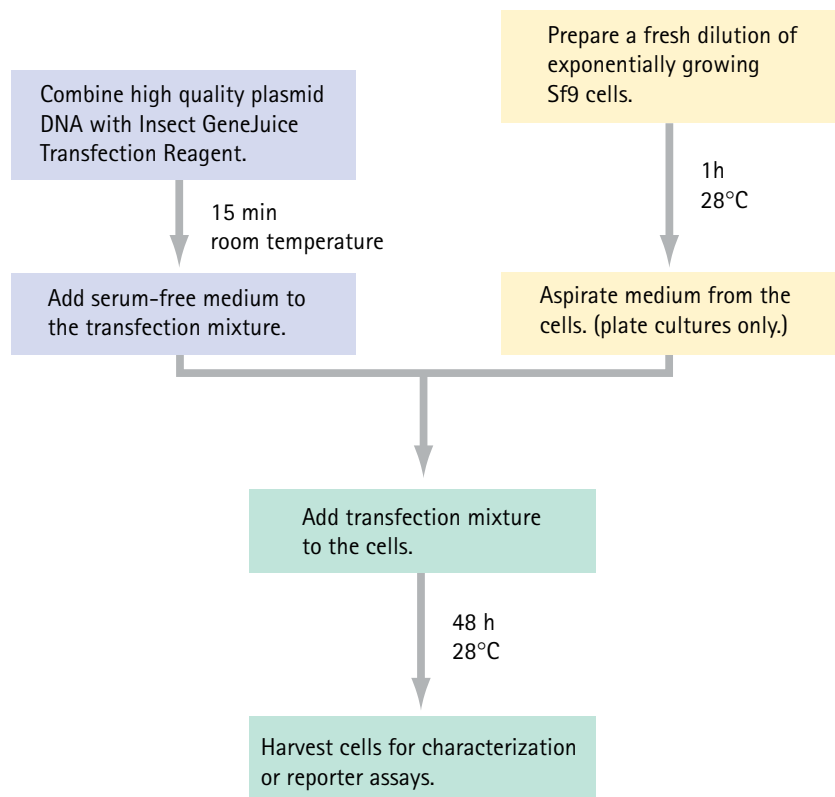 Combine high quality plasmid
DNA with Insect GeneJuice
Transfection Reagent.
15 min
room temperature
Add serum-free medium to
the transfection mixture.
Prepare a fresh dilution of
exponentially growing
Sf9 cells.
1h
28°C
Aspirate medium from the
cells. (plate cultures only.)
Add transfection mixture
to the cells.
48 h
28°C
Harvest cells for characterization
or reporter assays.